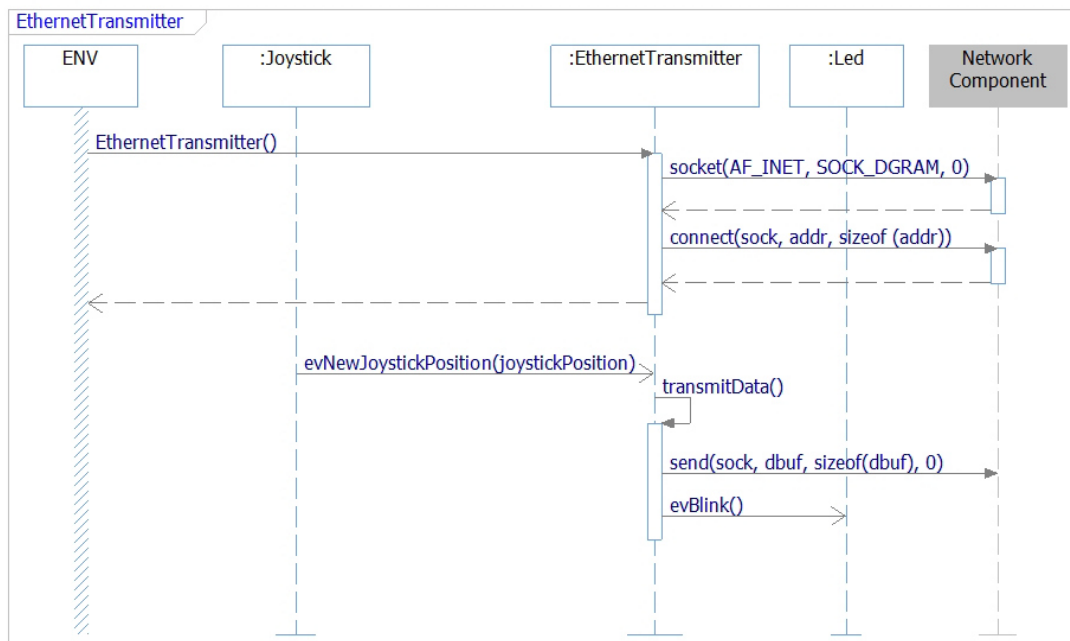 EthernetTransmitter
ENV
:Joystick
:EthernetTransmitter
:Led
Network
Component
EthernetTransmitter()
socket(AF_INET, SOCK_DGRAM, 0)
connect(sock, addr, sizeof (addr))
evNewJoystickPosition(joystickPosition)
transmitData()
send(sock, dbuf, sizeof(dbuf), 0)
evBlink()